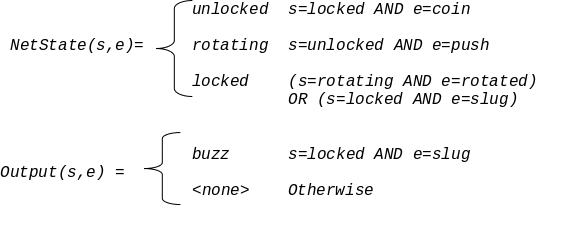 unlocked s=locked AND e=coin
NetState(s,e)= rotating s=unlocked AND e=push
locked (s=rotating AND e=rotated)
OR (s=locked AND e=slug)
buzz s=locked AND e=slug
Output(s,e) =
<none> Otherwise